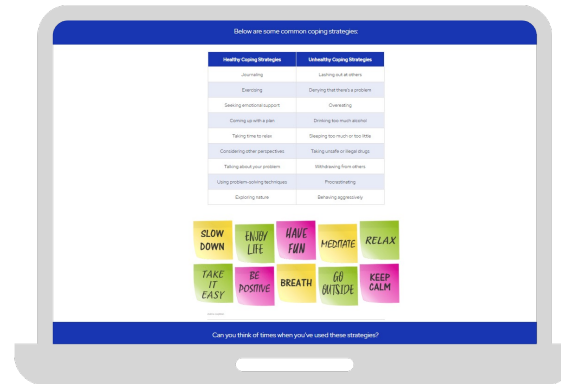 Below are some common coping strategies:
Healthy Coping Strategies Unhealthy Coping Strategies
Journaling Lashing out at others
Exercising Denying that there's a problem
Seeking emotional support Overeating
Coming up with a plan Drinking too much alcohol
Taking time to relax Sleeping too much or too little
Considering other perspectives Taking unsafe or illegal drugs
Talking about your problem Withdrawing from others
Using problem-solving techniques Procrastinating
Exploring nature Behaving aggressively
SLOW DOWN
ENJOY LIFE
HAVE FUN
MEDITATE
RELAX
TAKE IT EASY
BE POSITIVE
BREATH
GO OUTSIDE
KEEP CALM
Can you think of times when you've used these strategies?